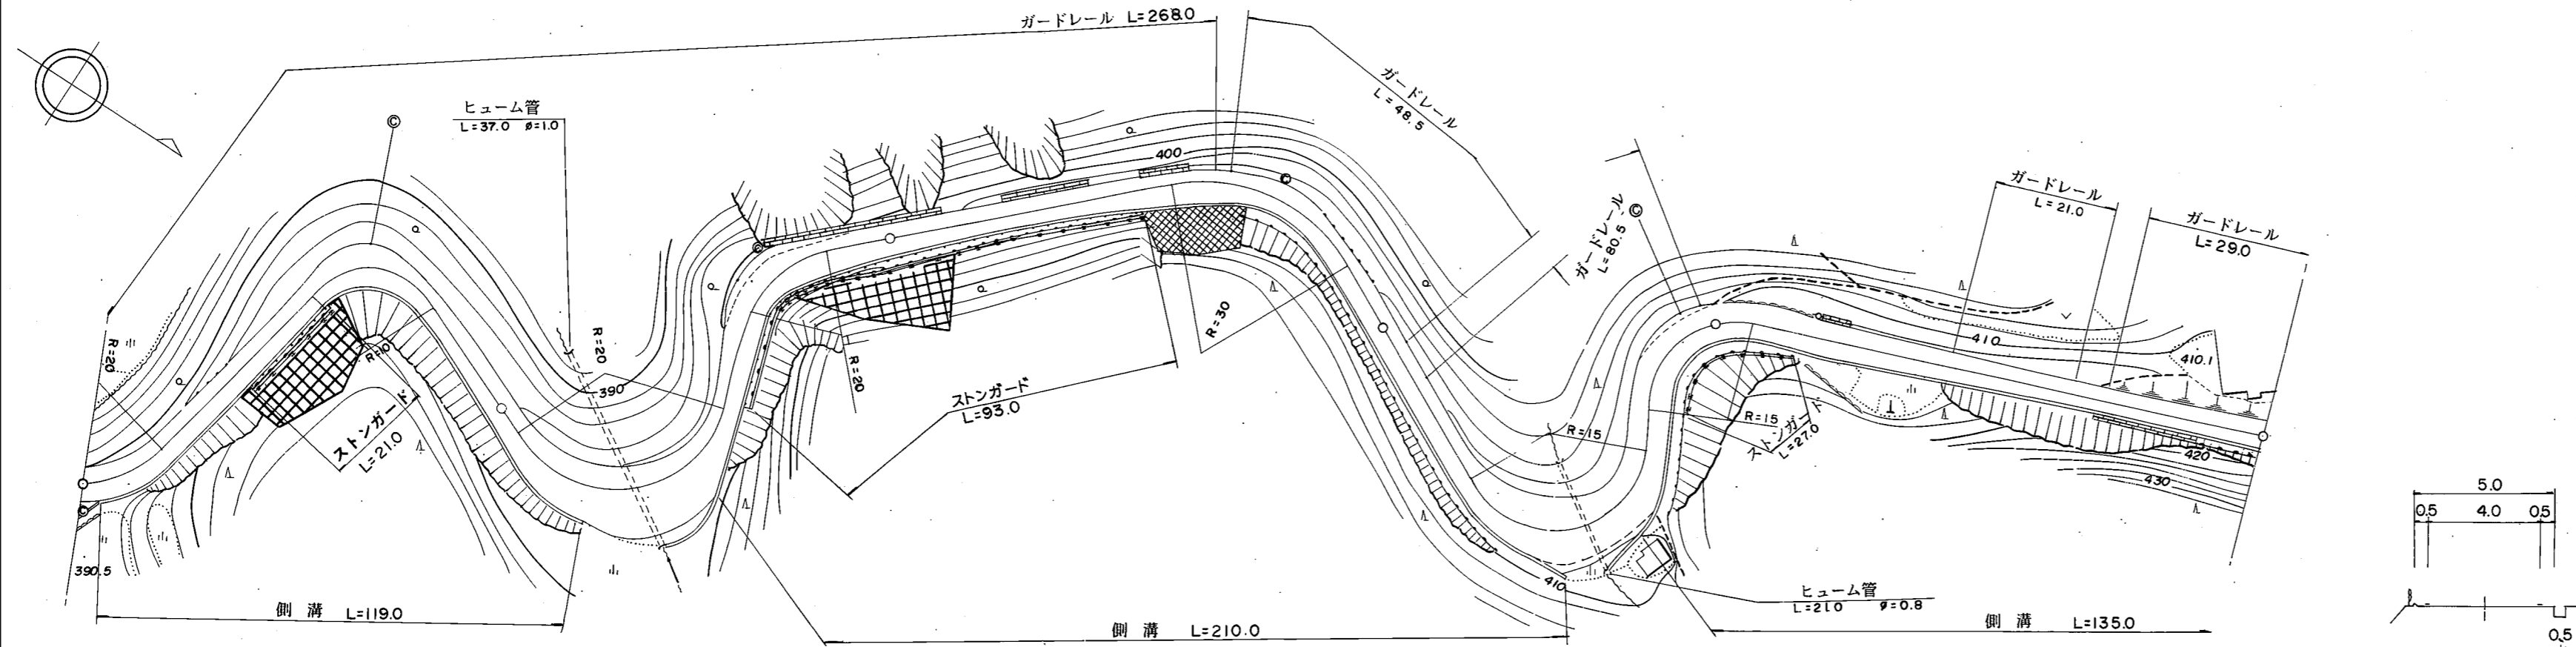 ガードレール L=268.0
ヒューム管
L=37.0 ø=1.0
ガードレール
L=48.5
400
ガードレール
L=80.5
ガードレール
L=21.0
ガードレール
L=29.0
R=20
R=10
R=20
390
R=20
R=30
410
410.1
ストンガード
L=21.0
ストンガード
L=93.0
R=15
R=15
ストンガード
L=27.0
420
430
390.5
410
側溝 L=119.0
側溝 L=210.0
ヒューム管
L=21.0 ø=0.8
側溝 L=135.0
5.0
0.5 4.0 0.5
0.5